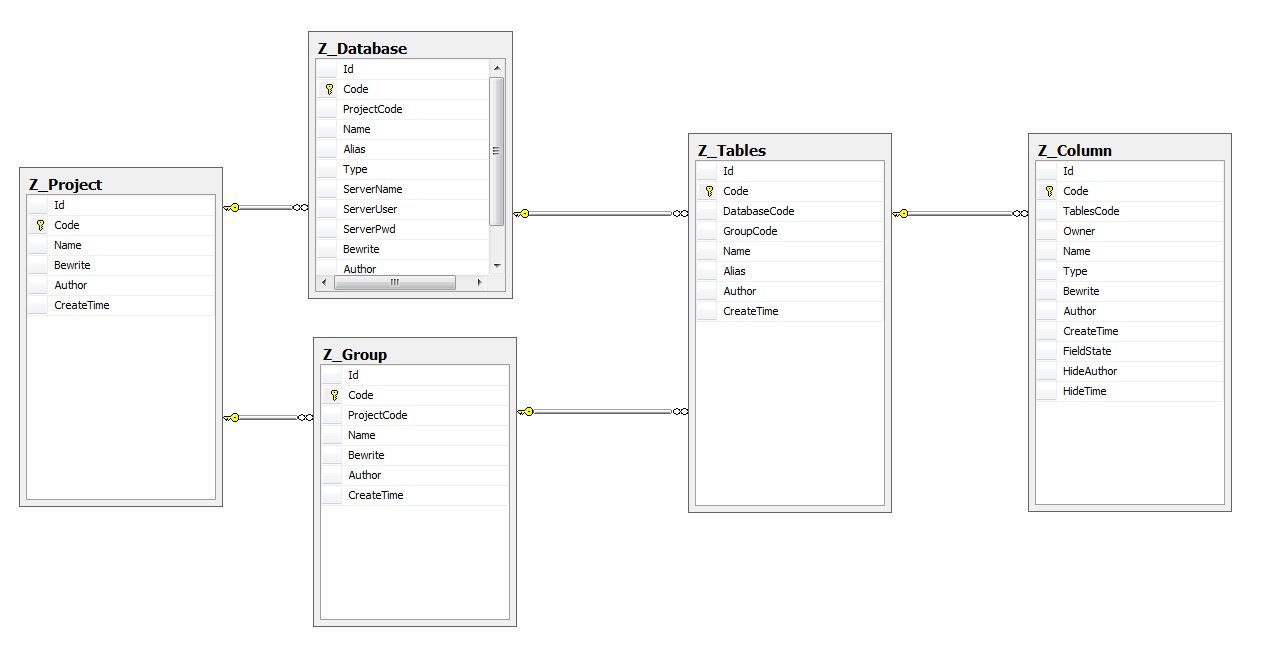 Z_Database
Id
Code
ProjectCode
Name
Alias
Type
ServerName
ServerUser
ServerPwd
Bewrite
Author
Z_Project
Id
Code
Name
Bewrite
Author
CreateTime
Z_Group
Id
Code
ProjectCode
Name
Bewrite
Author
CreateTime
Z_Tables
Id
Code
DatabaseCode
GroupCode
Name
Alias
Author
CreateTime
Z_Column
Id
Code
TablesCode
Owner
Name
Type
Bewrite
Author
CreateTime
FieldState
HideAuthor
HideTime